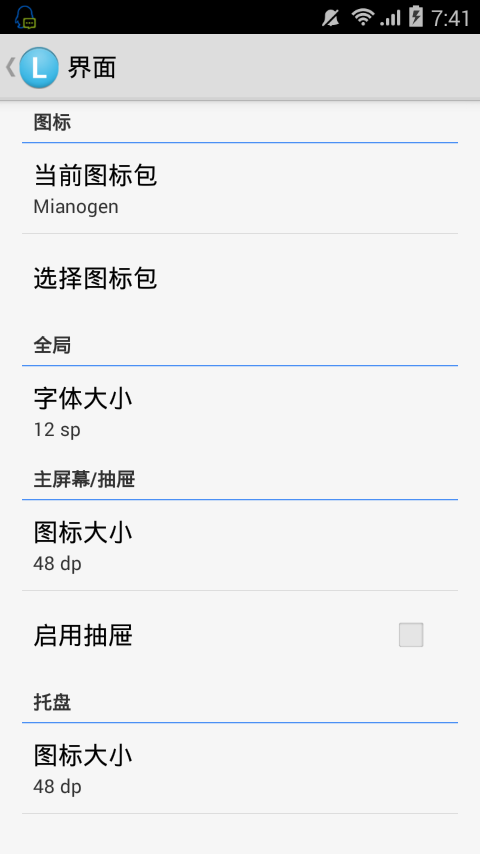 7:41
L 界面
图标
当前图标包
Mianogen
选择图标包
全局
字体大小
12 sp
主屏幕/抽屉
图标大小
48 dp
启用抽屉
托盘
图标大小
48 dp